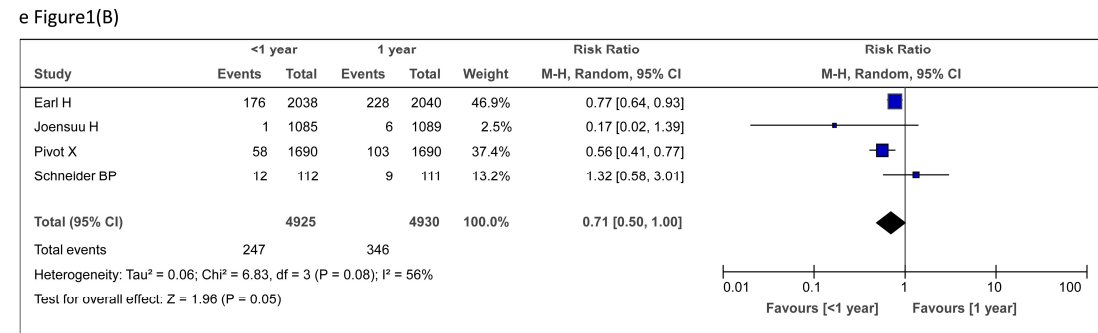 e Figure1(B)
<1 year 1 year Risk Ratio Risk Ratio
Study Events Total Events Total Weight M-H, Random, 95% CI M-H, Random, 95% CI
Earl H 176 2038 228 2040 46.9% 0.77 [0.64, 0.93]
Joensuu H 1 1085 6 1089 2.5% 0.17 [0.02, 1.39]
Pivot X 58 1690 103 1690 37.4% 0.56 [0.41, 0.77]
Schneider BP 12 112 9 111 13.2% 1.32 [0.58, 3.01]
Total (95% CI) 4925 4930 100.0% 0.71 [0.50, 1.00]
Total events 247 346
Heterogeneity: Tau² = 0.06; Chi² = 6.83, df = 3 (P = 0.08); I² = 56%
Test for overall effect: Z = 1.96 (P = 0.05)
0.01 0.1 1 10 100
Favours [<1 year] Favours [1 year]